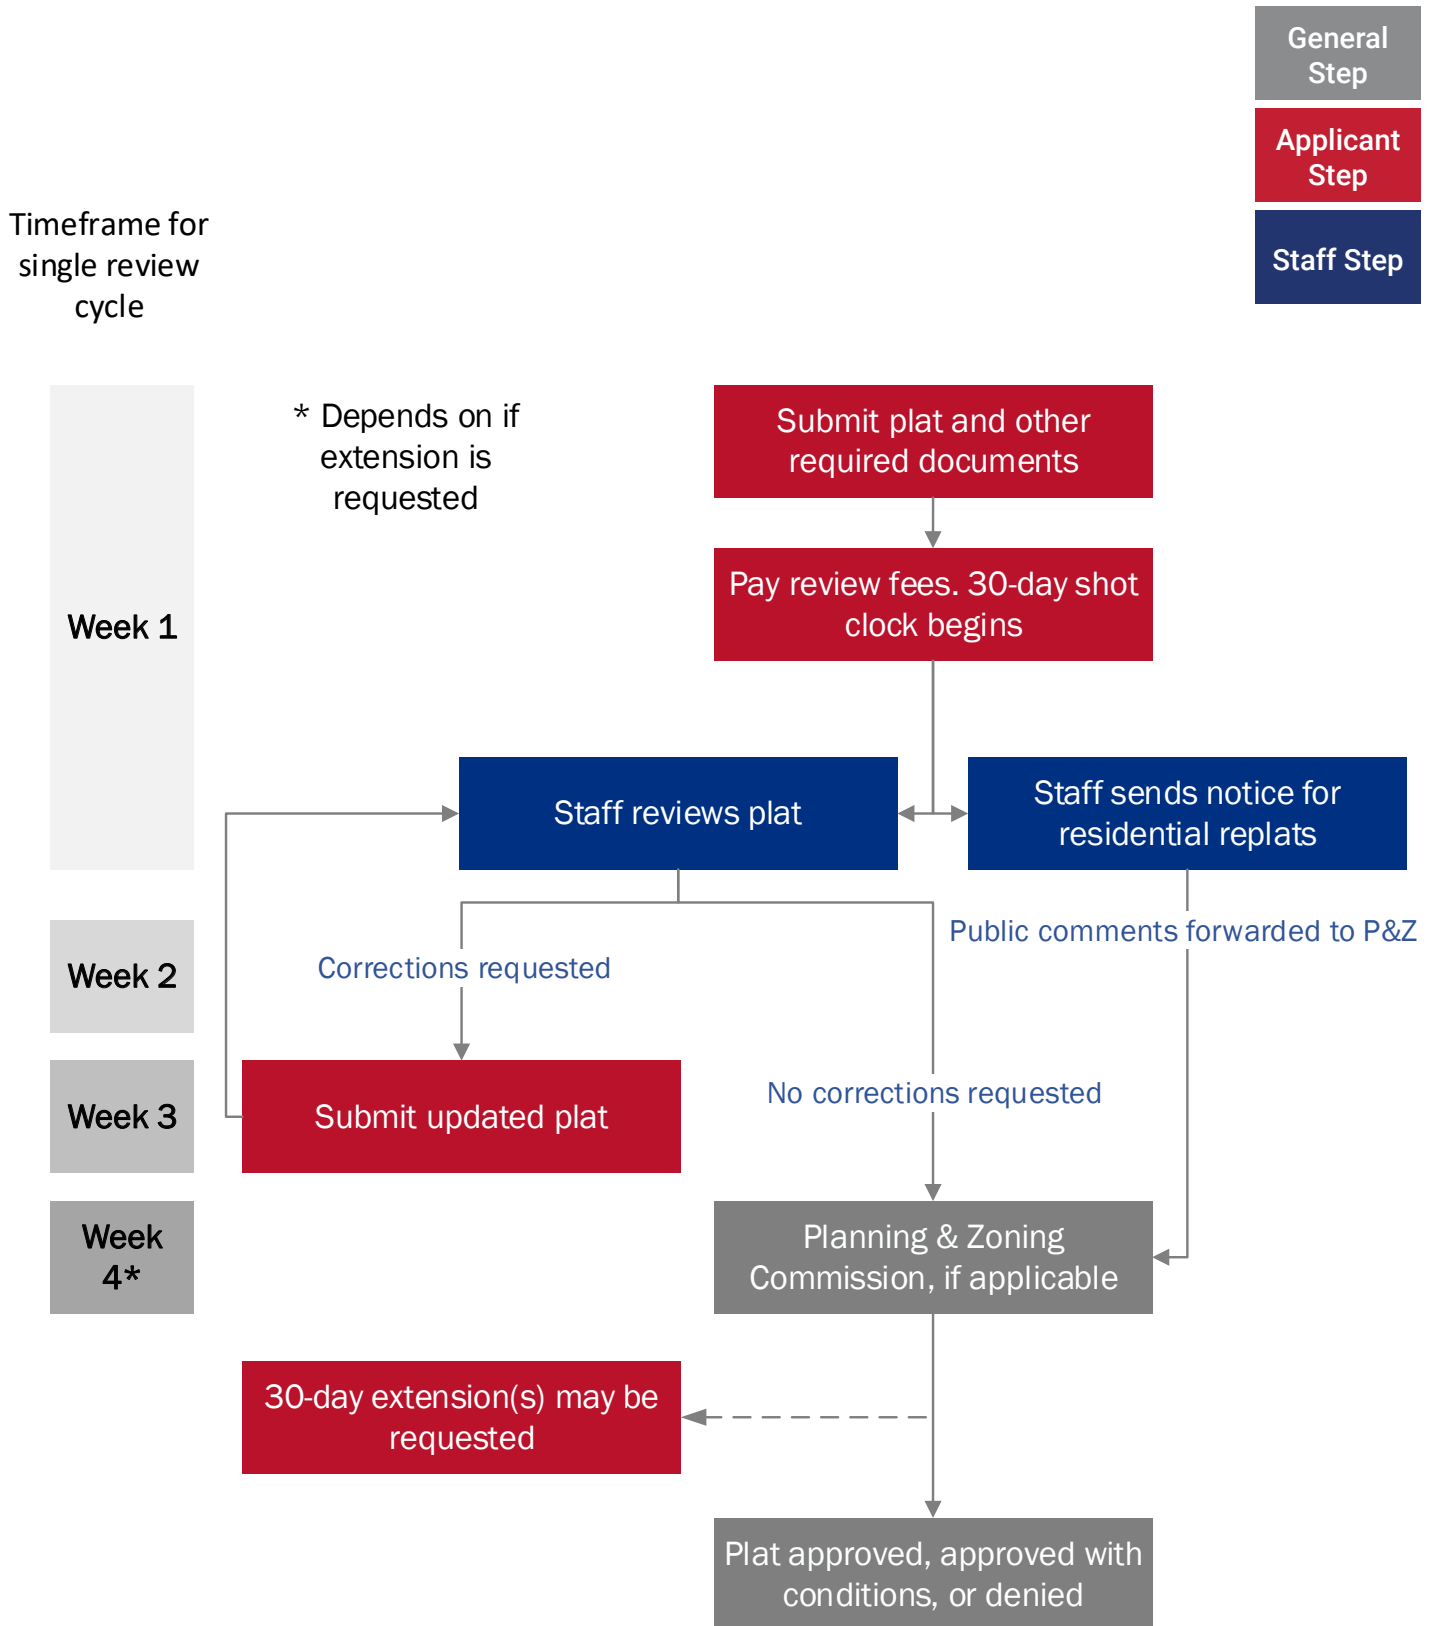 General
Step
Applicant
Step
Staff Step
Timeframe for
single review
cycle
* Depends on if
extension is
requested
Submit plat and other
required documents
Pay review fees. 30-day shot
clock begins
Week 1
Staff reviews plat
Staff sends notice for
residential replats
Public comments forwarded to P&Z
Week 2
Corrections requested
No corrections requested
Week 3
Submit updated plat
Week
4*
Planning & Zoning
Commission, if applicable
30-day extension(s) may be
requested
Plat approved, approved with
conditions, or denied